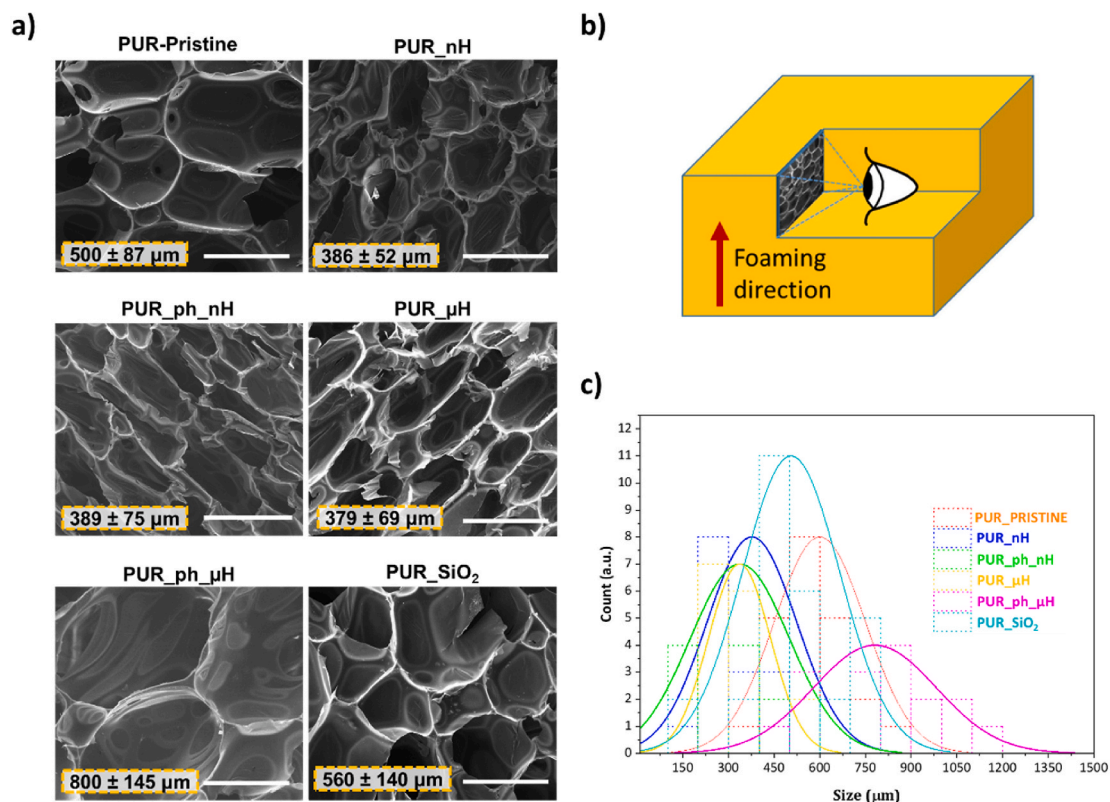 a)
PUR-Pristine
PUR_nH
500 ± 87 µm
386 ± 52 µm
PUR_ph_nH
PUR_µH
389 ± 75 µm
379 ± 69 µm
PUR_ph_µH
PUR_SiO₂
800 ± 145 µm
560 ± 140 µm
b)
Foaming
direction
c)
Count (a.u.)
12
11
10
9
8
7
6
5
4
3
2
1
0
PUR_PRISTINE
PUR_nH
PUR_ph_nH
PUR_µH
PUR_ph_µH
PUR_SiO₂
150 300 450 600 750 900 1050 1200 1350 1500
Size (µm)